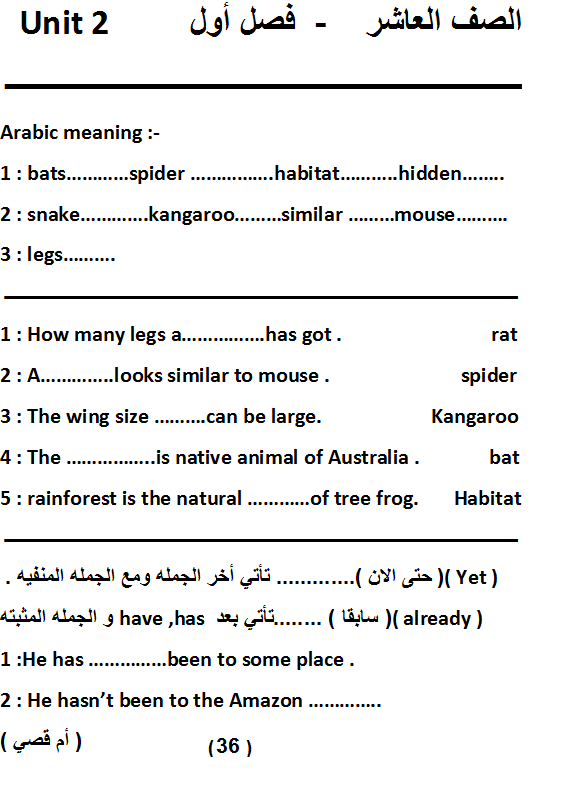 Unit 2 الصف العاشر - فصل أول
Arabic meaning :-
1 : bats............spider ................habitat...........hidden........
2 : snake.............kangaroo.........similar .........mouse..........
3 : legs..........
1 : How many legs a................has got . rat
2 : A..............looks similar to mouse . spider
3 : The wing size ..........can be large. Kangaroo
4 : The .................is native animal of Australia . bat
5 : rainforest is the natural ............of tree frog. Habitat
( Yet )( حتى الان ).............. تأتي أخر الجمله ومع الجمله المنفيه .
( already )( سابقا ) .........تأتي بعد have ,has و الجمله المثبته
1 :He has ...............been to some place .
2 : He hasn’t been to the Amazon ..............
( أم قصي ) ( 36 )